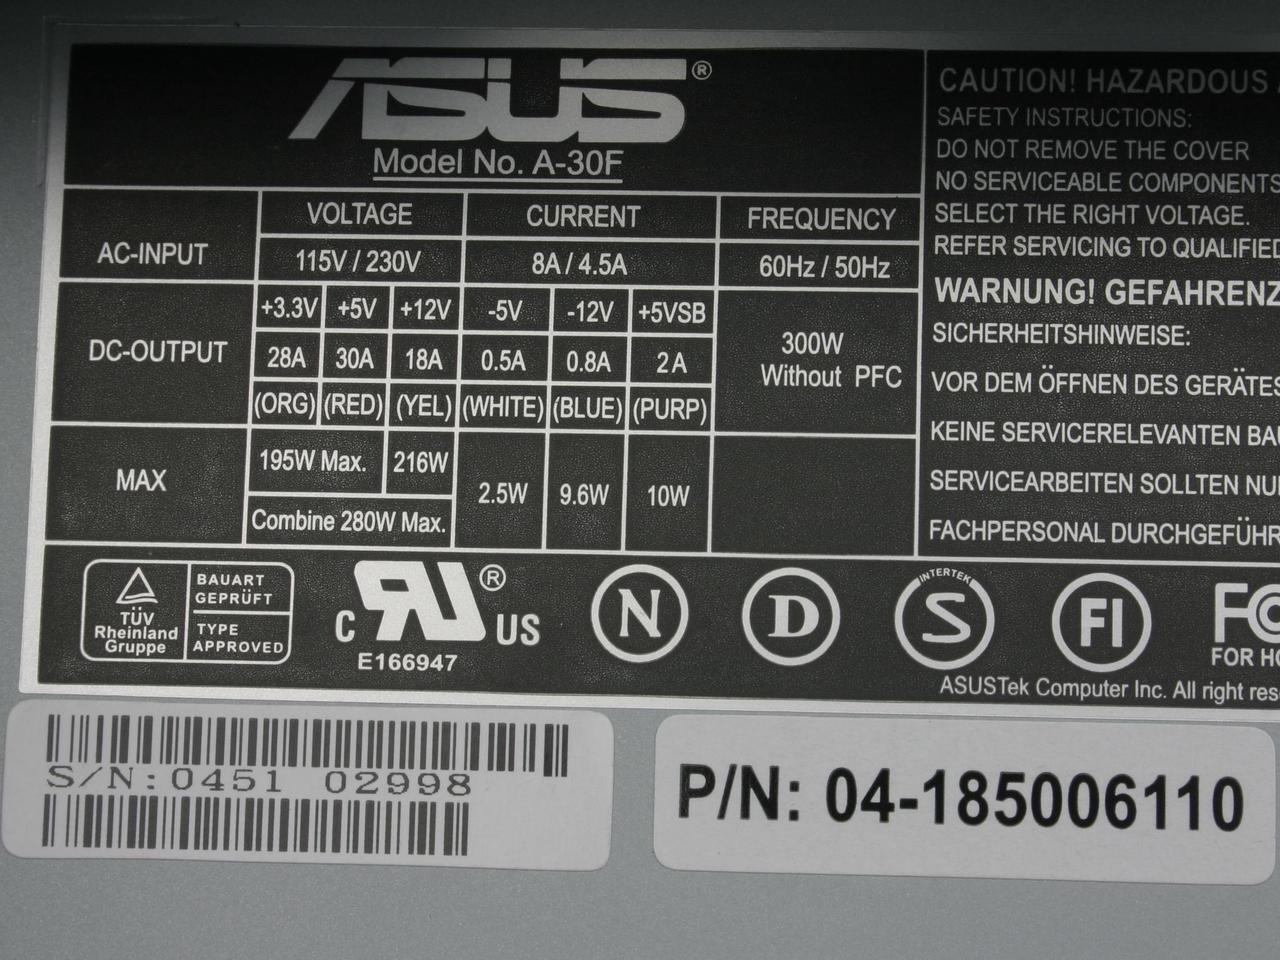 ASUS®
Model No. A-30F
AC-INPUT
VOLTAGE CURRENT FREQUENCY
115V / 230V 8A / 4.5A 60Hz / 50Hz
DC-OUTPUT
+3.3V +5V +12V -5V -12V +5VSB
28A 30A 18A 0.5A 0.8A 2A
(ORG) (RED) (YEL) (WHITE) (BLUE) (PURP)
300W
Without PFC
MAX
195W Max. 216W
Combine 280W Max.
2.5W 9.6W 10W
CAUTION! HAZARDOUS
SAFETY INSTRUCTIONS:
DO NOT REMOVE THE COVER
NO SERVICEABLE COMPONENTS
SELECT THE RIGHT VOLTAGE.
REFER SERVICING TO QUALIFIED
WARNUNG! GEFAHRENZ
SICHERHEITSHINWEISE:
VOR DEM ÖFFNEN DES GERÄTES
KEINE SERVICERELEVANTEN BAU
SERVICEARBEITEN SOLLTEN NUR
FACHPERSONAL DURCHGEFÜHR
TÜV
Rheinland
Gruppe
BAUART
GEPRÜFT
TYPE
APPROVED
C RU® US
E166947
N
D
INTERTEK
S
FI
FC
FOR HO
ASUSTek Computer Inc. All right res
S/N:0451 02998
P/N: 04-185006110